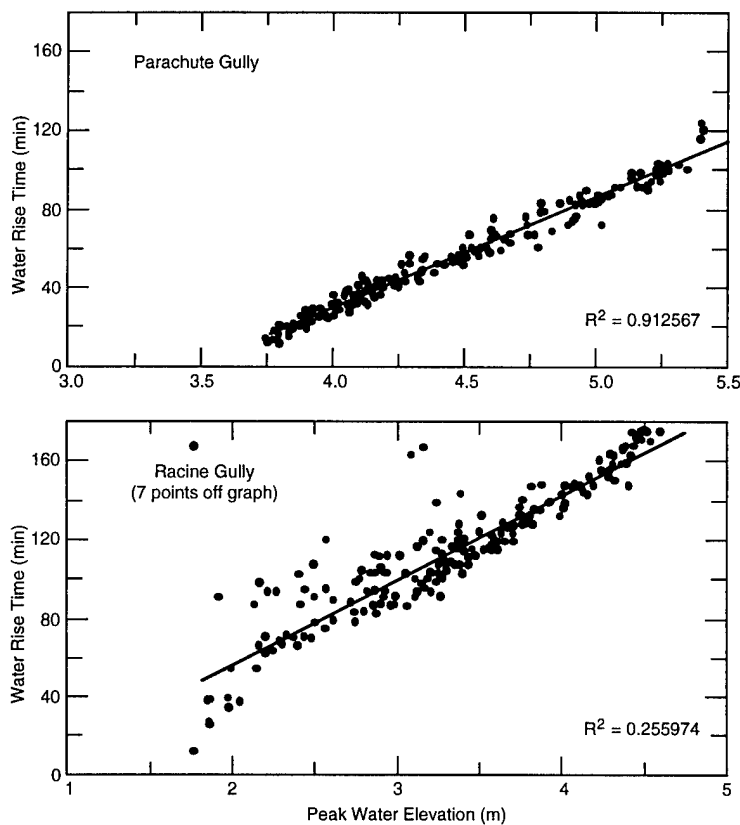 160
Parachute Gully
120
Water Rise Time (min)
80
40
R² = 0.912567
0
3.0 3.5 4.0 4.5 5.0 5.5
160
Racine Gully
(7 points off graph)
120
Water Rise Time (min)
80
40
R² = 0.255974
0
1 2 3 4 5
Peak Water Elevation (m)